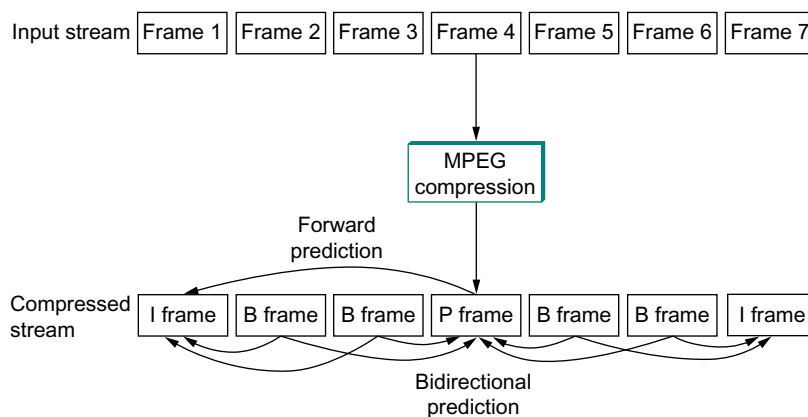 Input stream Frame 1 Frame 2 Frame 3 Frame 4 Frame 5 Frame 6 Frame 7
MPEG
compression
Forward
prediction
Compressed
stream
I frame B frame B frame P frame B frame B frame I frame
Bidirectional
prediction